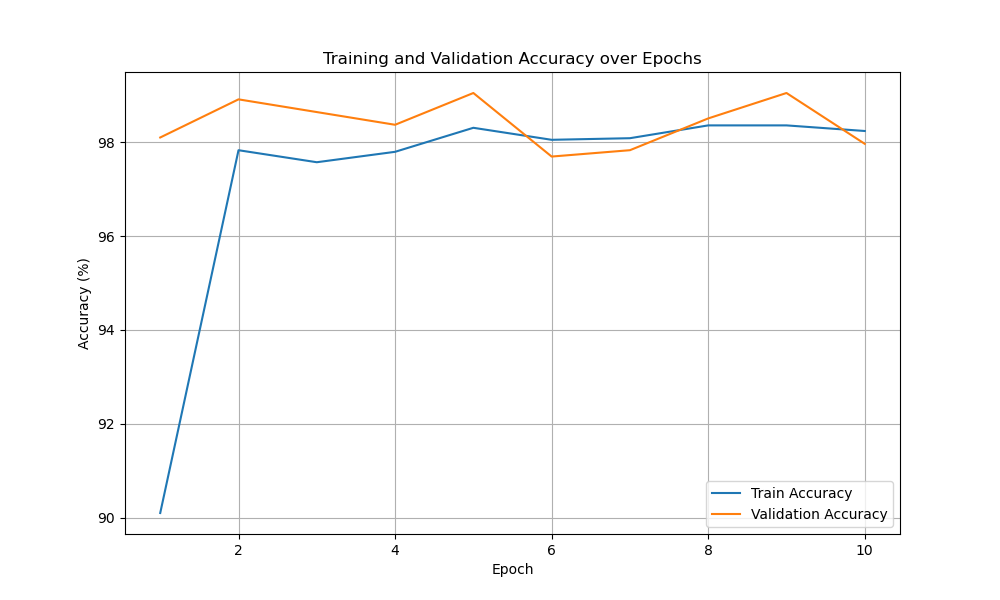 Training and Validation Accuracy over Epochs
Accuracy (%)
98
96
94
92
90
2 4 6 8 10
Epoch
Train Accuracy
Validation Accuracy